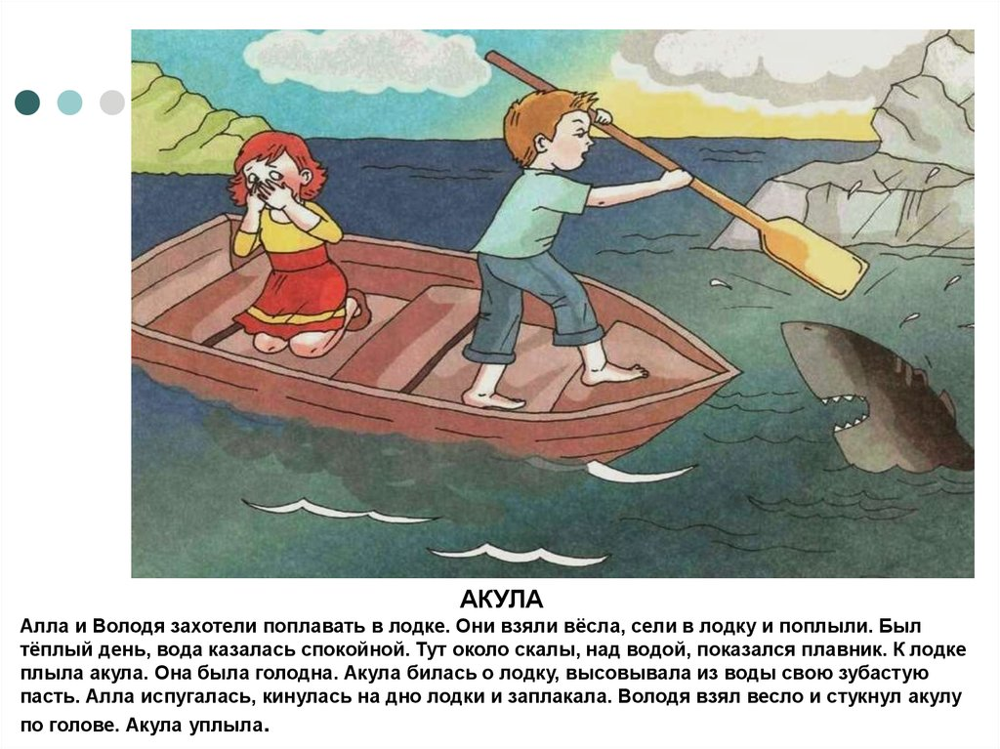 АКУЛА
Алла и Володя захотели поплавать в лодке. Они взяли вёсла, сели в лодку и поплыли. Был
тёплый день, вода казалась спокойной. Тут около скалы, над водой, показался плавник. К лодке
плыла акула. Она была голодна. Акула билась о лодку, высовывала из воды свою зубастую
пасть. Алла испугалась, кинулась на дно лодки и заплакала. Володя взял весло и стукнул акулу
по голове. Акула уплыла.